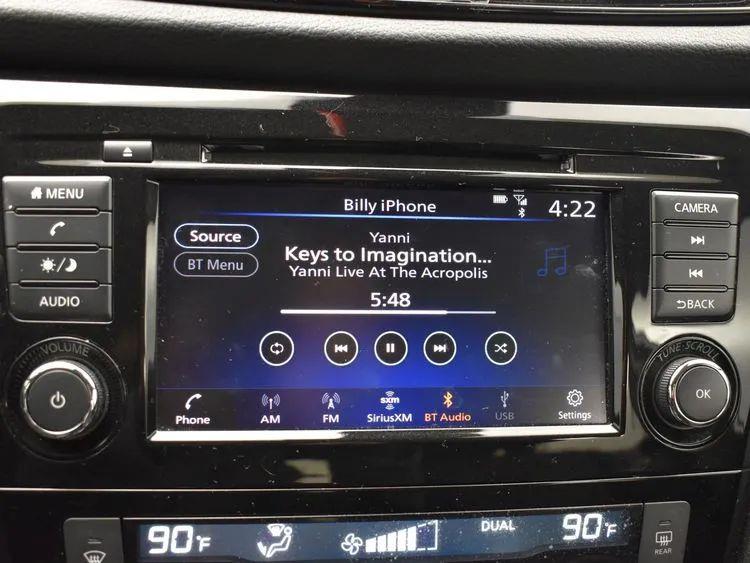 Billy iPhone
4:22
MENU
CAMERA
Source
Yanni
Keys to Imagination...
BT Menu
Yanni Live At The Acropolis
AUDIO
BACK
5:48
VOLUME
TUNE·SCROLL
OK
Phone
AM
FM
sxm
SiriusXM
BT Audio
USB
Settings
90°F
DUAL
90°F
REAR